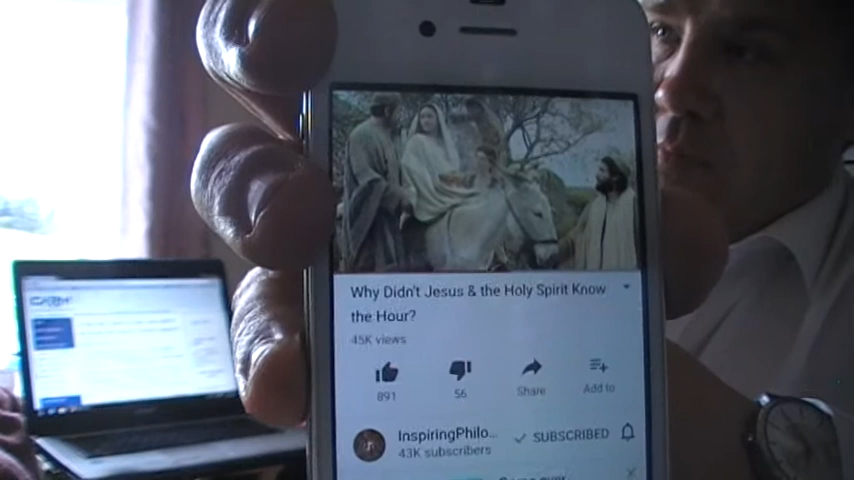 Why Didn't Jesus & the Holy Spirit Know
the Hour?
45K views
891
56
Share
Add to
InspiringPhilo...
SUBSCRIBED
43K subscribers